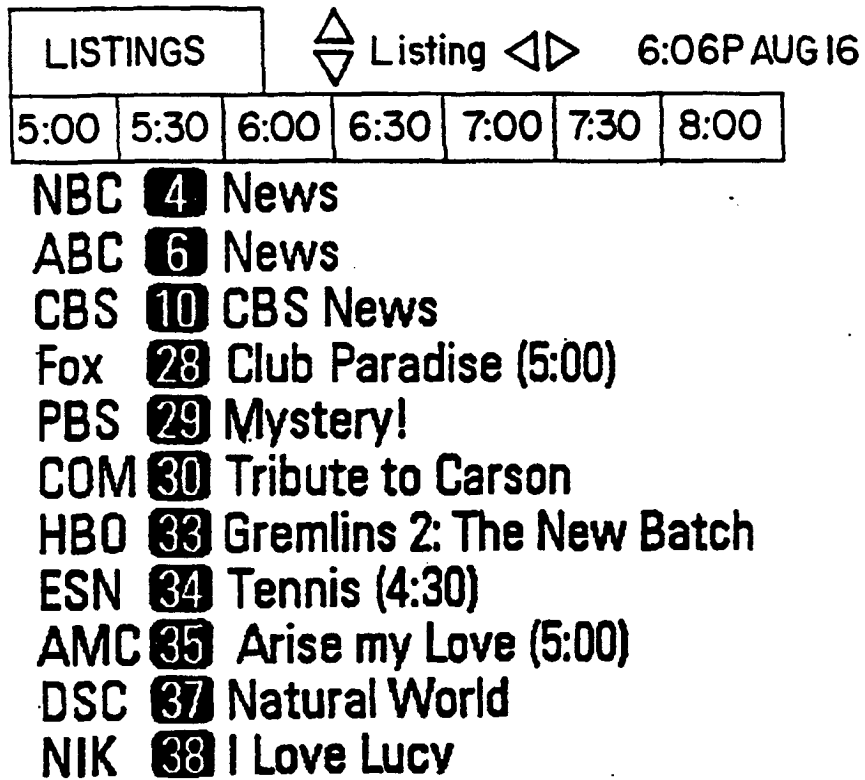 LISTINGS Listing 6:06P AUG 16
5:00 5:30 6:00 6:30 7:00 7:30 8:00
NBC 4 News
ABC 6 News
CBS 10 CBS News
Fox 28 Club Paradise (5:00)
PBS 29 Mystery!
COM 30 Tribute to Carson
HBO 33 Gremlins 2: The New Batch
ESN 34 Tennis (4:30)
AMC 35 Arise my Love (5:00)
DSC 37 Natural World
NIK 38 I Love Lucy